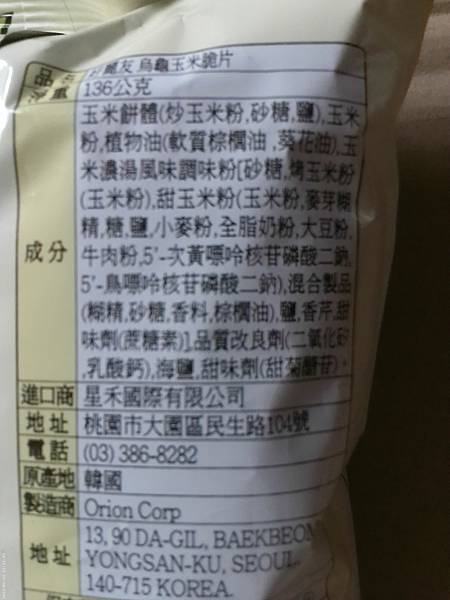 品名 好麗友 烏龜玉米脆片
淨重 136公克
成分
玉米餅體(炒玉米粉,砂糖,鹽),玉米
粉,植物油(軟質棕櫚油,葵花油),玉
米濃湯風味調味粉[砂糖,烤玉米粉
(玉米粉),甜玉米粉(玉米粉,麥芽糊
精,糖,鹽,小麥粉,全脂奶粉,大豆粉,
牛肉粉,5'-次黃嘌呤核苷磷酸二鈉,
5'-鳥嘌呤核苷磷酸二鈉),混合製品
(糊精,砂糖,香料,棕櫚油),鹽,香芹,甜
味劑(蔗糖素)],品質改良劑(二氧化矽,
乳酸鈣),海鹽,甜味劑(甜菊醣苷)。
進口商 星禾國際有限公司
地址 桃園市大園區民生路104號
電話 (03) 386-8282
原產地 韓國
製造商 Orion Corp
地址
13, 90 DA-GIL, BAEKBEOM
YONGSAN-KU, SEOUL,
140-715 KOREA.